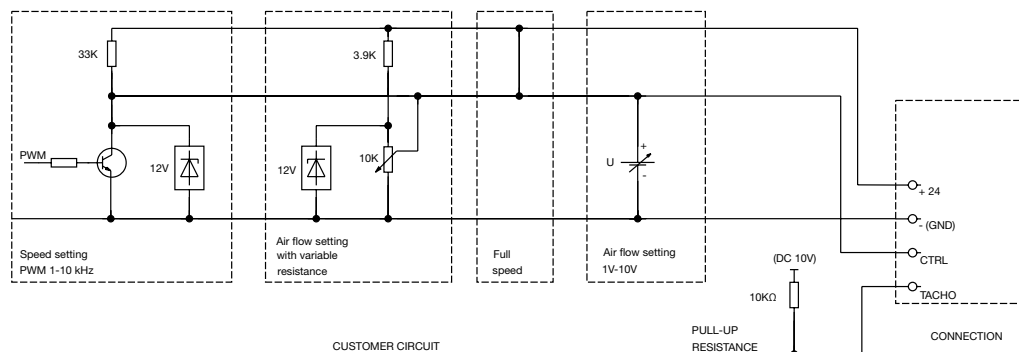 33K
3.9K
PWM
12V
12V
10K
U
+
-
+ 24
- (GND)
CTRL
TACHO
Speed setting
PWM 1-10 kHz
Air flow setting
with variable
resistance
Full
speed
Air flow setting
1V-10V
(DC 10V)
10KΩ
PULL-UP
RESISTANCE
CONNECTION
CUSTOMER CIRCUIT